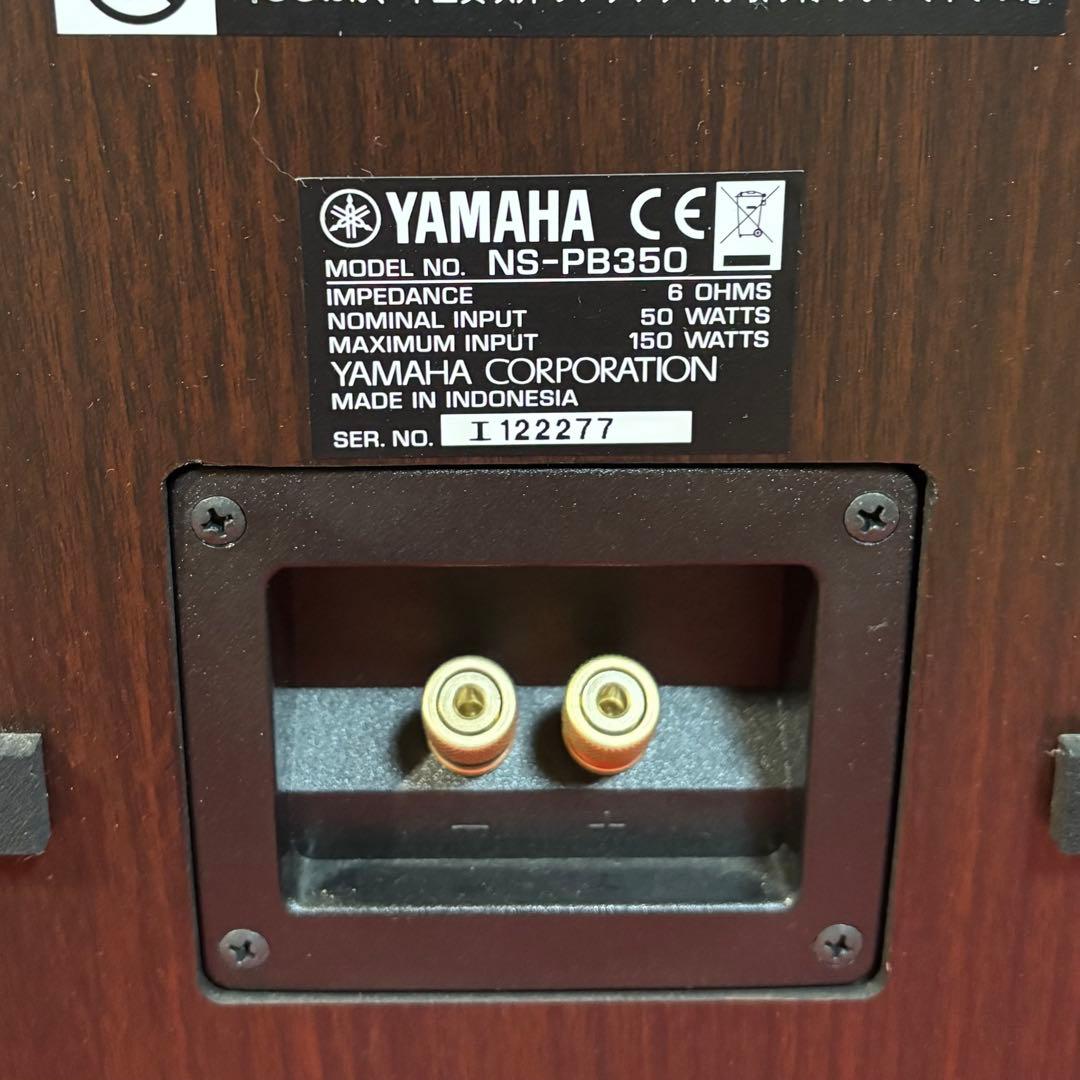 YAMAHA CE
MODEL NO. NS-PB350
IMPEDANCE 6 OHMS
NOMINAL INPUT 50 WATTS
MAXIMUM INPUT 150 WATTS
YAMAHA CORPORATION
MADE IN INDONESIA
SER. NO. I122277
− +